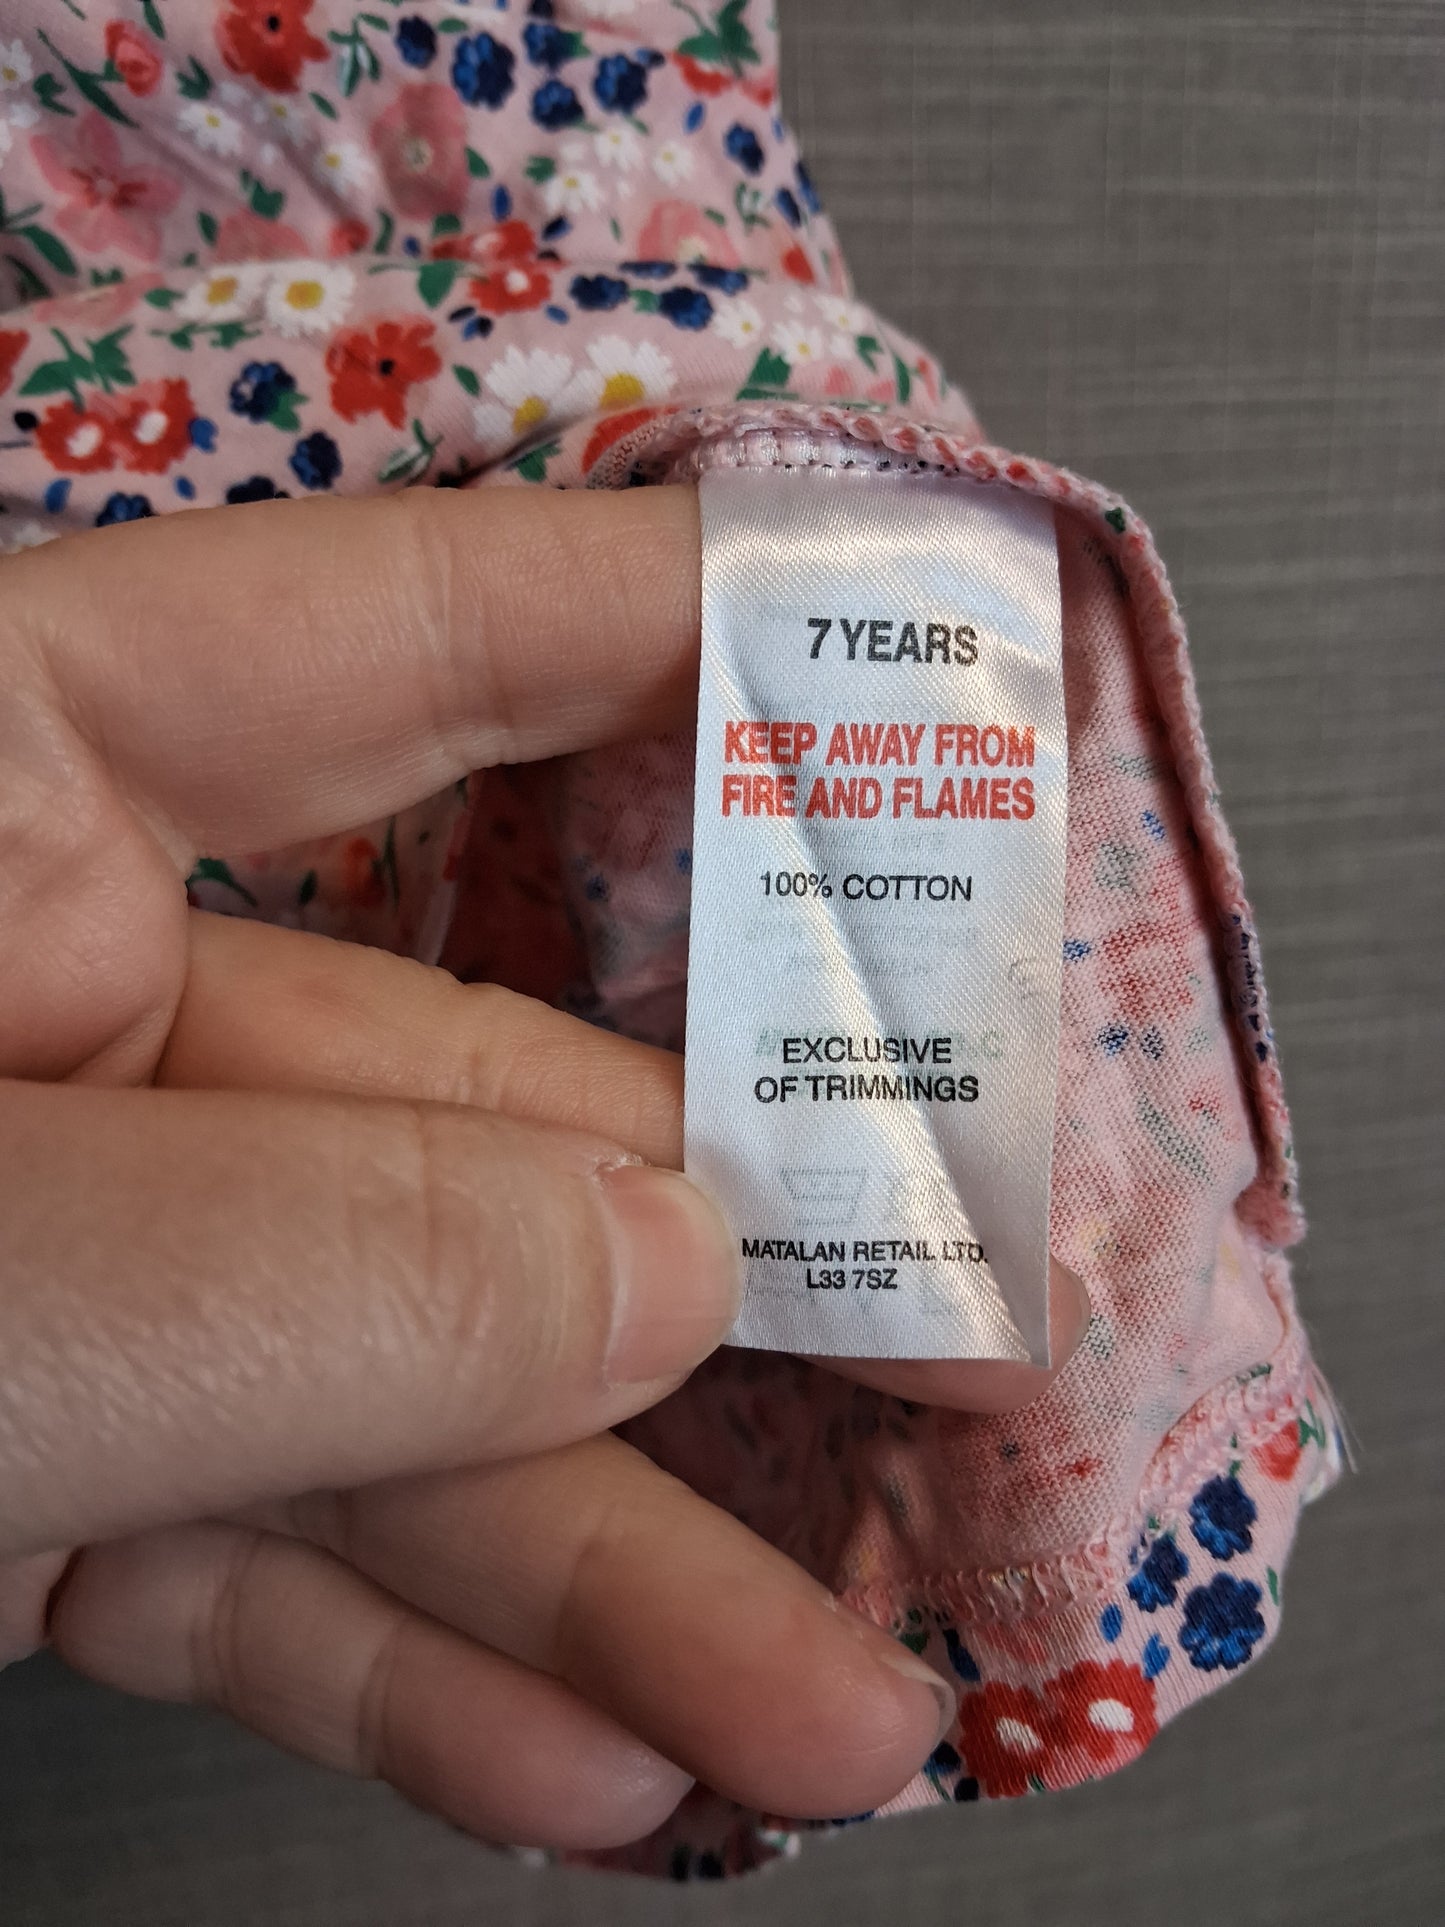 7 YEARS
KEEP AWAY FROM
FIRE AND FLAMES
100% COTTON
EXCLUSIVE
OF TRIMMINGS
MATALAN RETAIL LTD.
L33 7SZ